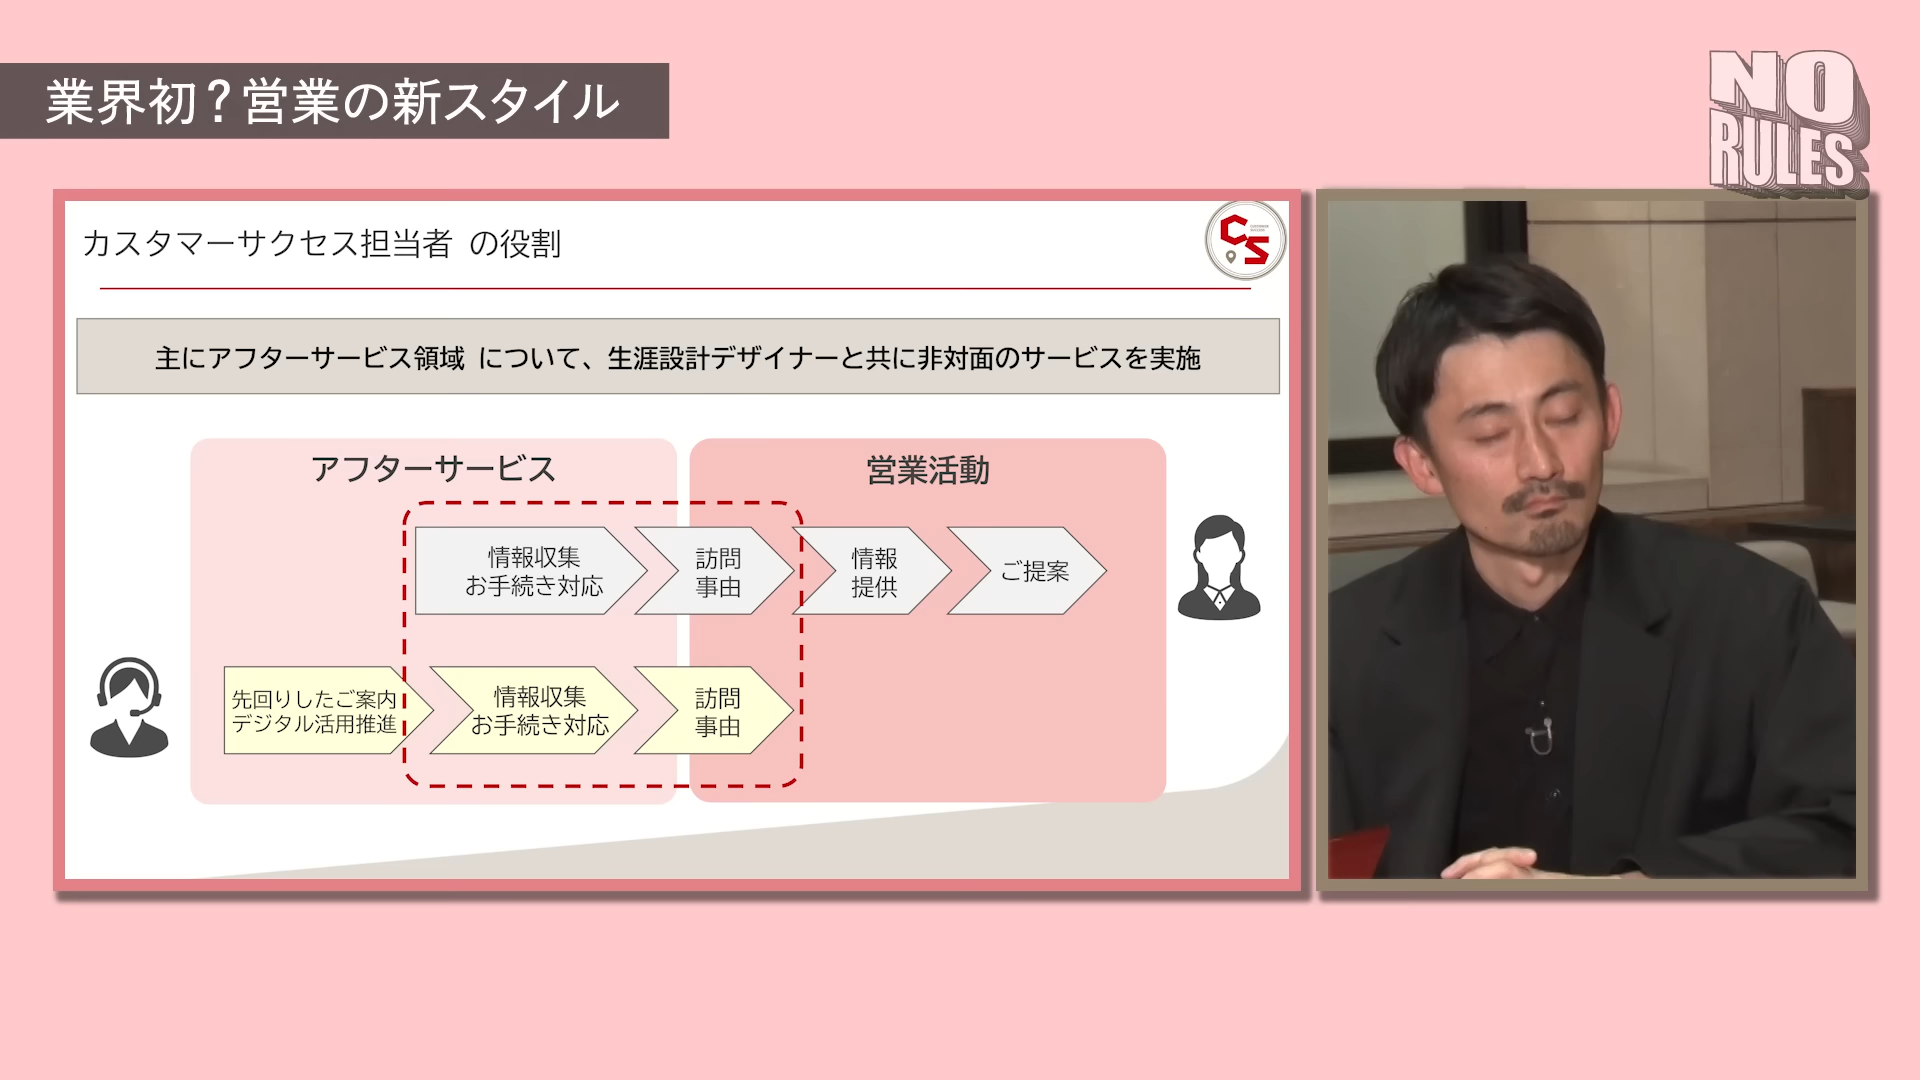 業界初？営業の新スタイル
NO
RULES
カスタマーサクセス担当者 の役割
CS
主にアフターサービス領域 について、生涯設計デザイナーと共に非対面のサービスを実施
アフターサービス
営業活動
情報収集
お手続き対応
訪問
事由
情報
提供
ご提案
先回りしたご案内
デジタル活用推進
情報収集
お手続き対応
訪問
事由